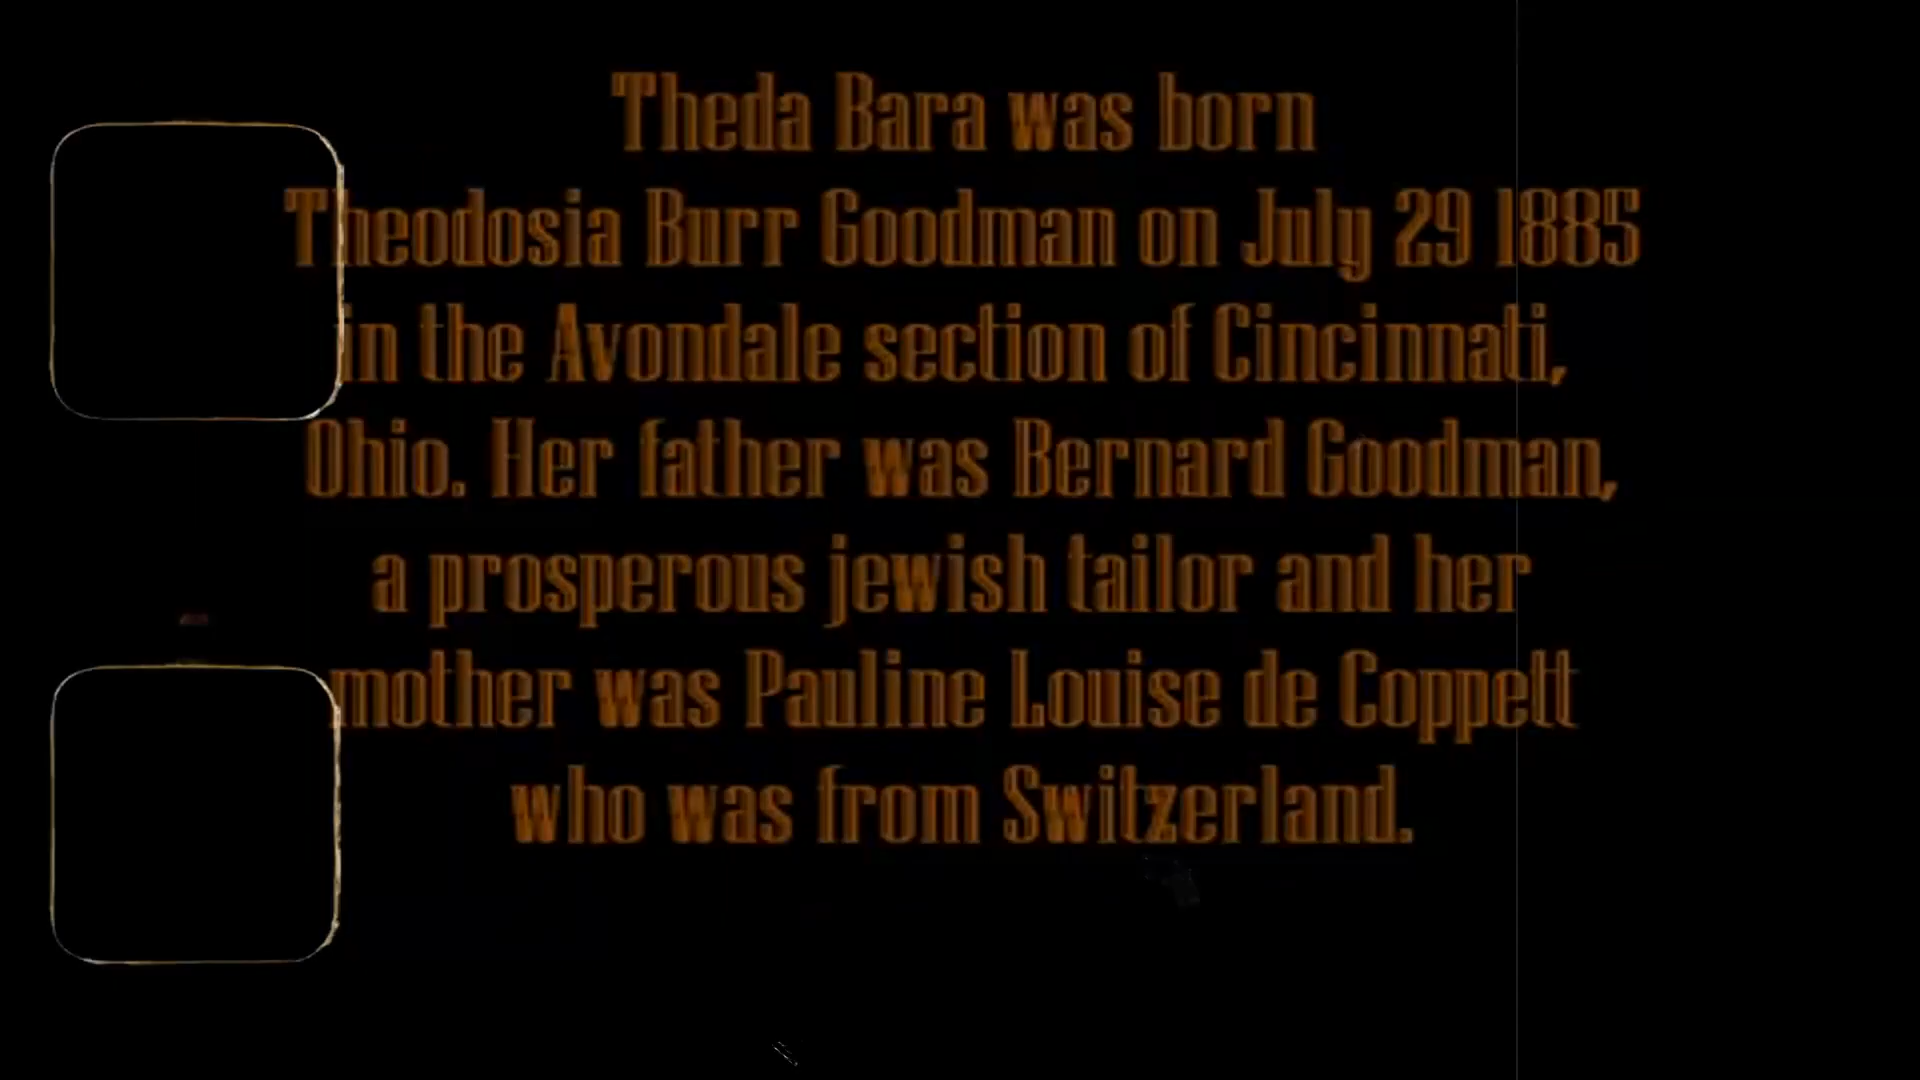 Theda Bara was born
Theodosia Burr Goodman on July 29 1885
in the Avondale section of Cincinnati,
Ohio. Her father was Bernard Goodman,
a prosperous jewish tailor and her
mother was Pauline Louise de Coppett
who was from Switzerland.